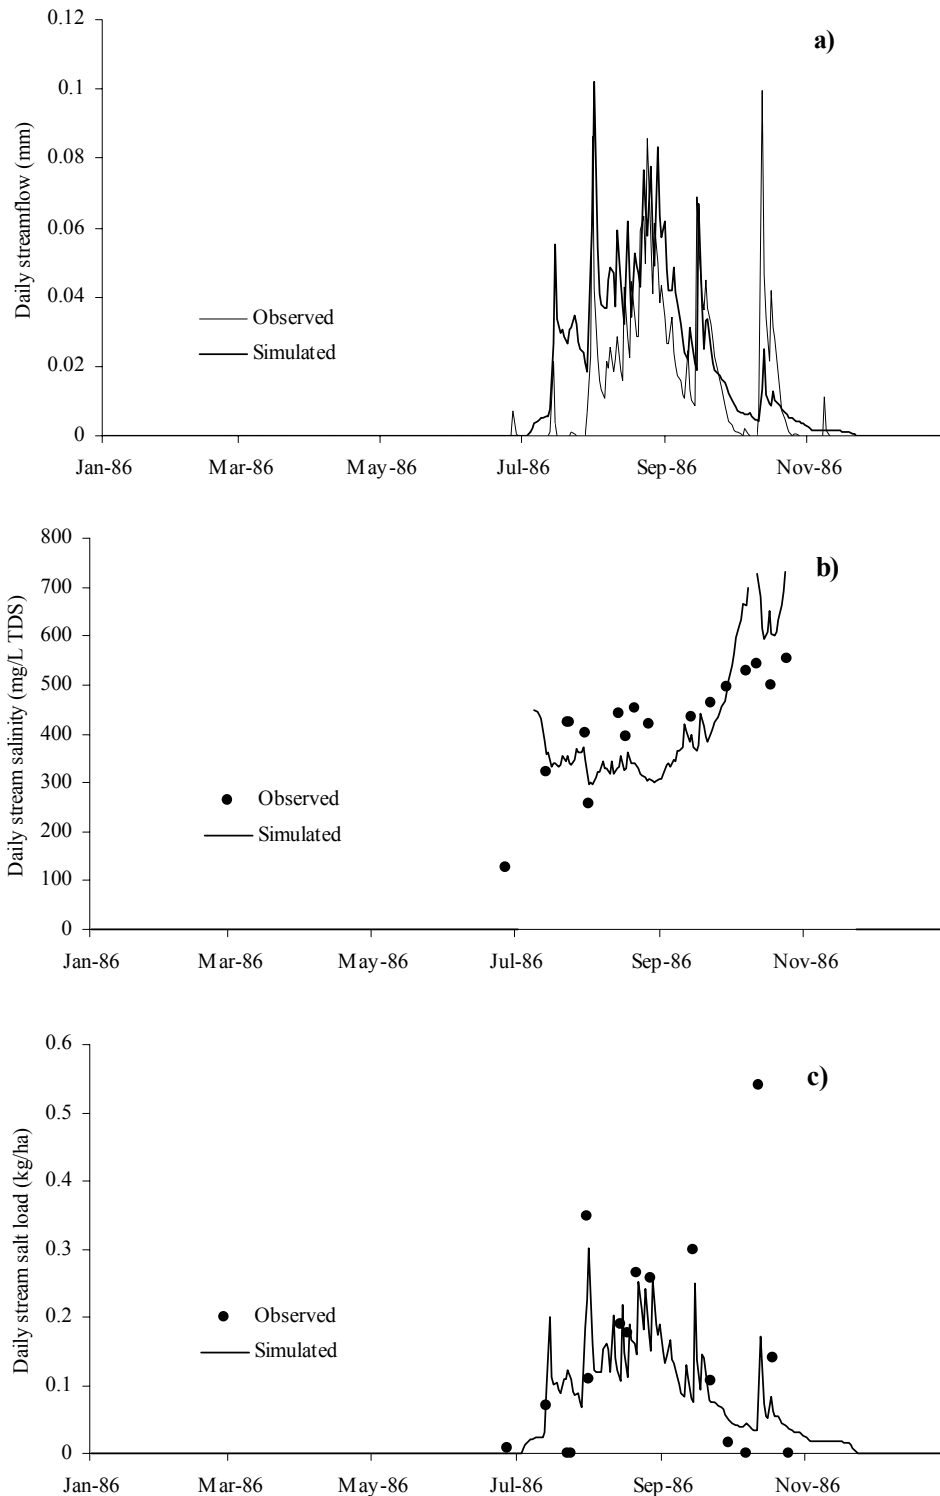 a)
Daily streamflow (mm)
0.12
0.1
0.08
0.06
0.04
0.02
0
Observed
Simulated
Jan-86 Mar-86 May-86 Jul-86 Sep-86 Nov-86
b)
Daily stream salinity (mg/L TDS)
800
700
600
500
400
300
200
100
0
Observed
Simulated
Jan-86 Mar-86 May-86 Jul-86 Sep-86 Nov-86
c)
Daily stream salt load (kg/ha)
0.6
0.5
0.4
0.3
0.2
0.1
0
Observed
Simulated
Jan-86 Mar-86 May-86 Jul-86 Sep-86 Nov-86